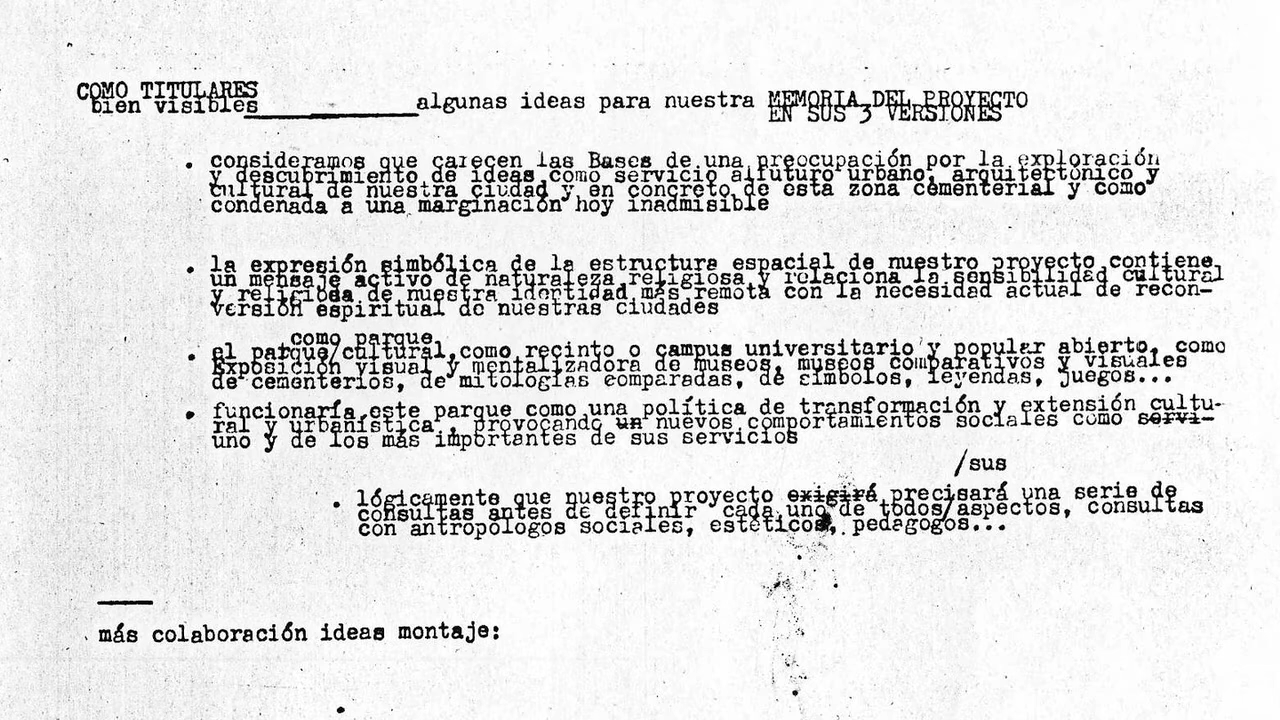 COMO TITULARES
bien visibles____________algunas ideas para nuestra MEMORIA DEL PROYECTO
EN SUS 3 VERSIONES
. consideramos que carecen las Bases de una preocupación por la exploración
y descubrimiento de ideas como servicio alfuturo urbano, arquitectónico y
cultural de nuestra ciudad y en concreto de esta zona cementerial y como
condenada a una marginación hoy inadmisible
. la expresión simbólica de la estructura espacial de nuestro proyecto contiene
un mensaje activo de naturaleza religiosa y relaciona la sensibilidad cultural
y religiosa de nuestra identidad más remota con la necesidad actual de recon-
versión espiritual de nuestras ciudades
como parque
. el parque/cultural,como recinto o campus universitario y popular abierto, como
Exposición visual y mentalizadora de museos, museos comparativos y visuales
de cementerios, de mitologías comparadas, de símbolos, leyendas, juegos...
. funcionaría este parque como una política de transformación y extensión cultu-
ral y urbanística , provocando un nuevos comportamientos sociales como servi-
uno y de los más importantes de sus servicios
/sus
. lógicamente que nuestro proyecto exigirá precisará una serie de
consultas antes de definir cada uno de todos/aspectos, consultas
con antropólogos sociales, estéticos, pedagogos...
más colaboración ideas montaje: